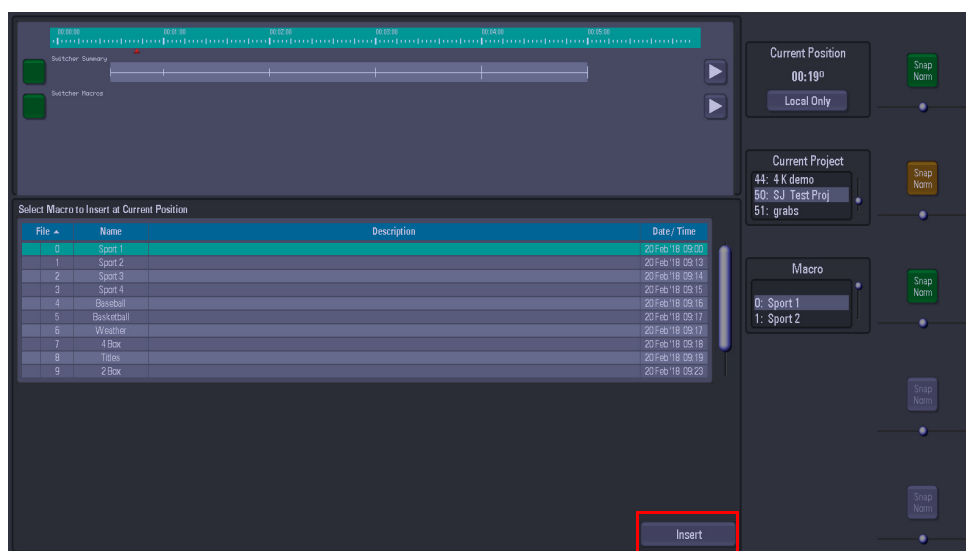 00:00:00 00:01:00 00:02:00 00:03:00 00:04:00 00:05:00
Switcher Summary
Switcher Macros
Current Position
00:19⁰
Local Only
Snap
Norm
Current Project
44: 4K demo
50: SJ Test Proj
51: grabs
Snap
Norm
Select Macro to Insert at Current Position
File Name Description Date/ Time
0 Sport 1 20 Feb '18 09:00
1 Sport 2 20 Feb '18 09:13
2 Sport 3 20 Feb '18 09:14
3 Sport 4 20 Feb '18 09:15
4 Baseball 20 Feb '18 09:16
5 Basketball 20 Feb '18 09:17
6 Weather 20 Feb '18 09:17
7 4 Box 20 Feb '18 09:18
8 Titles 20 Feb '18 09:19
9 2 Box 20 Feb '18 09:23
Macro
0: Sport 1
1: Sport 2
Snap
Norm
Snap
Norm
Snap
Norm
Insert